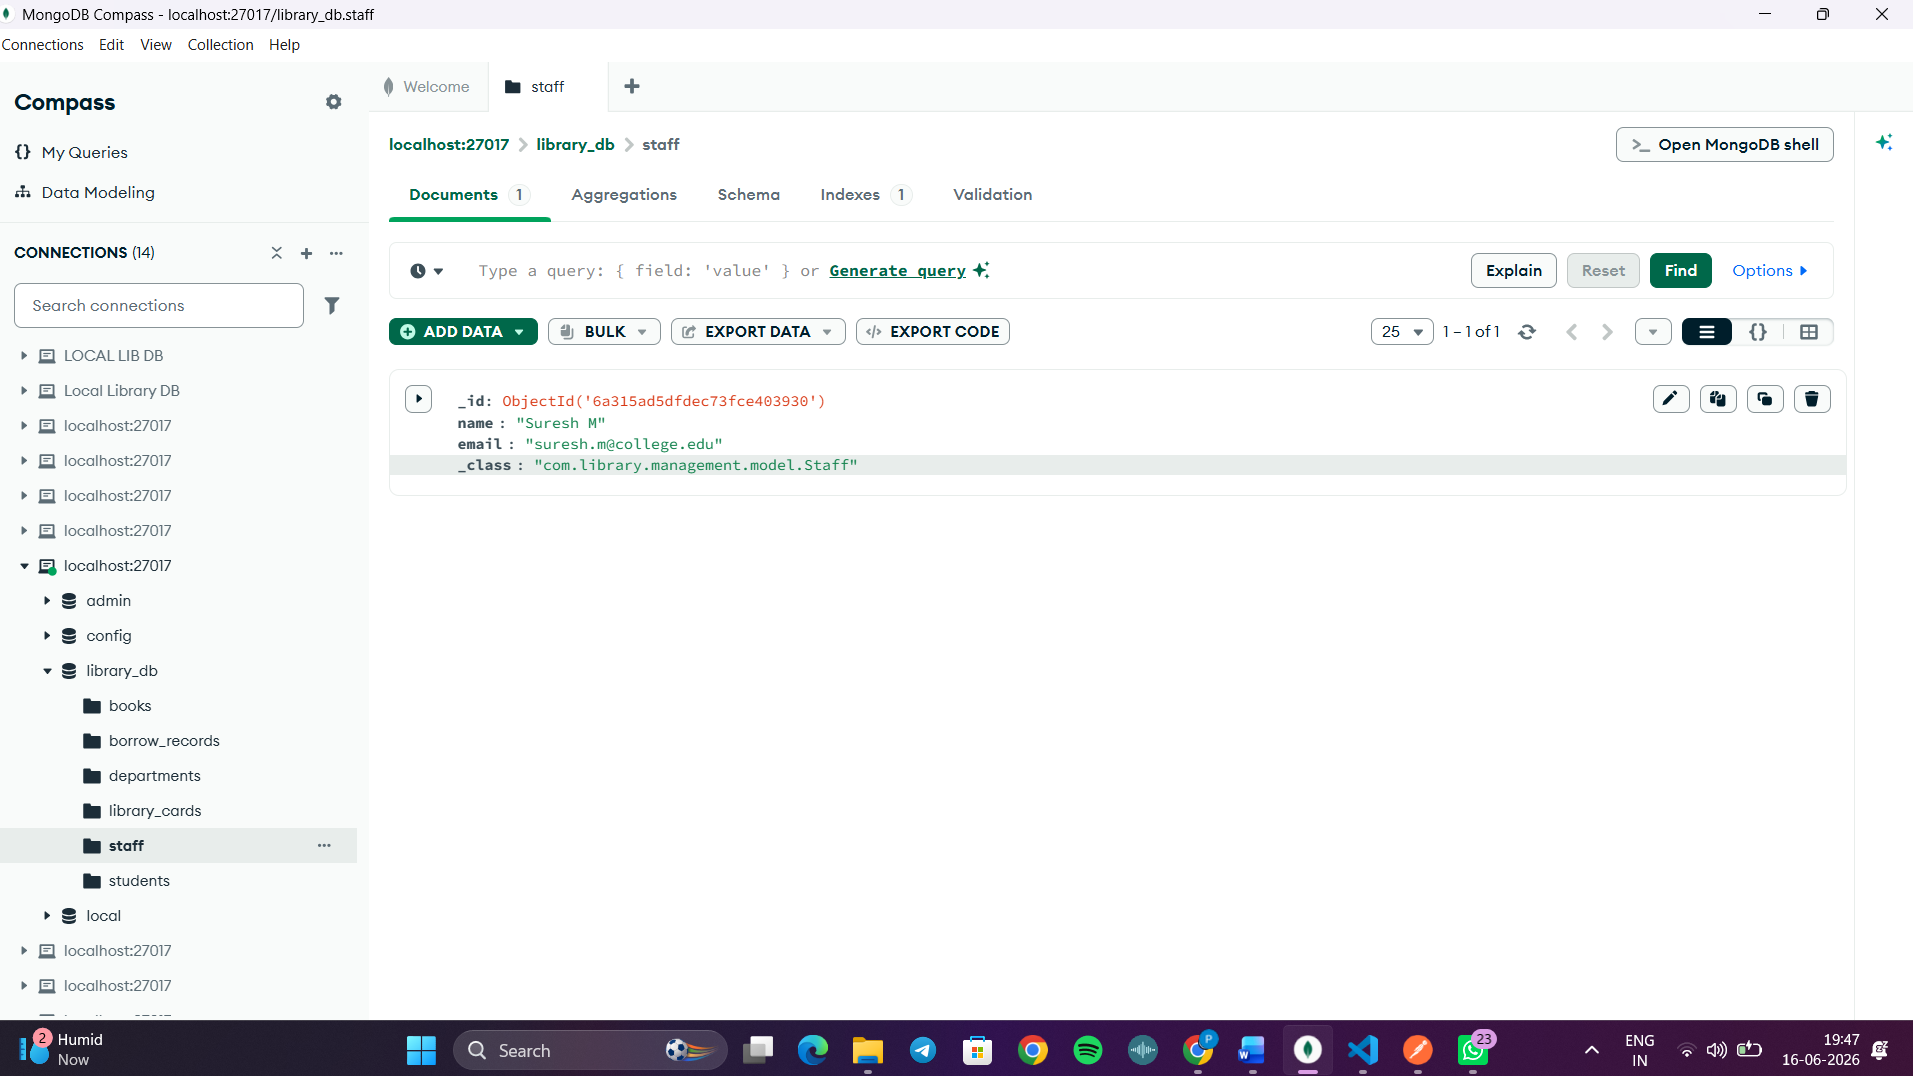 MongoDB Compass - localhost:27017/library_db.staff
Connections Edit View Collection Help
Compass
My Queries
Data Modeling
CONNECTIONS (14)
Search connections
LOCAL LIB DB
Local Library DB
localhost:27017
localhost:27017
localhost:27017
localhost:27017
localhost:27017
admin
config
library_db
books
borrow_records
departments
library_cards
staff
students
local
localhost:27017
localhost:27017
Welcome
staff
localhost:27017 > library_db > staff
>_ Open MongoDB shell
Documents 1 Aggregations Schema Indexes 1 Validation
Type a query: { field: 'value' } or Generate query
Explain Reset Find Options
ADD DATA BULK EXPORT DATA EXPORT CODE
25 1 – 1 of 1
_id: ObjectId('6a315ad5dfdec73fce403930')
name : "Suresh M"
email : "suresh.m@college.edu"
_class : "com.library.management.model.Staff"
2
Humid
Now
Search
P
23
ENG
IN
19:47
16-06-2026